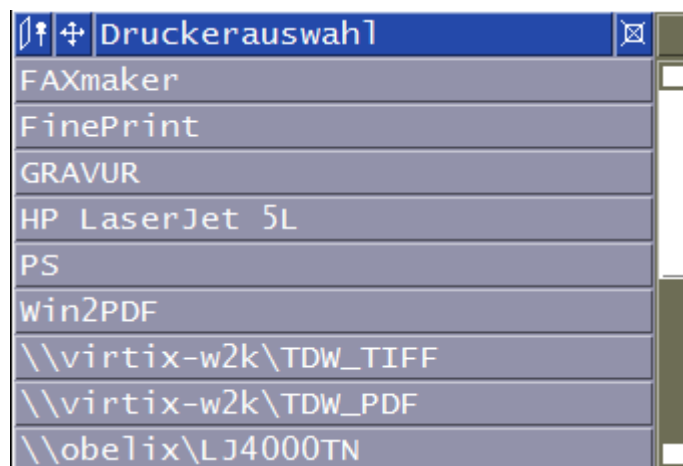 Druckerauswahl
FAXmaker
FinePrint
GRAVUR
HP LaserJet 5L
PS
Win2PDF
\\virtix-w2k\TDW_TIFF
\\virtix-w2k\TDW_PDF
\\obelix\LJ4000TN